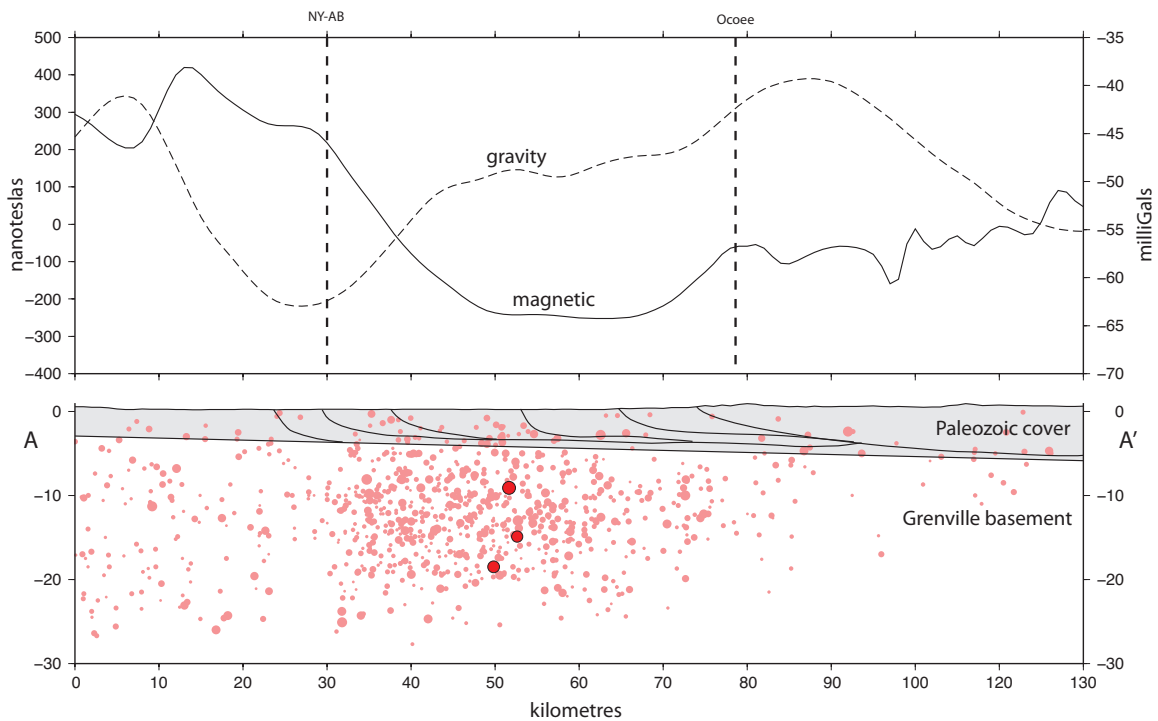 NY-AB
Ocoee
500
400
300
200
100
0
−100
−200
−300
−400
nanoteslas
−35
−40
−45
−50
−55
−60
−65
−70
milliGals
gravity
magnetic
0
−10
−20
−30
A
0
−10
−20
−30
A'
Paleozoic cover
Grenville basement
0 10 20 30 40 50 60 70 80 90 100 110 120 130
kilometres